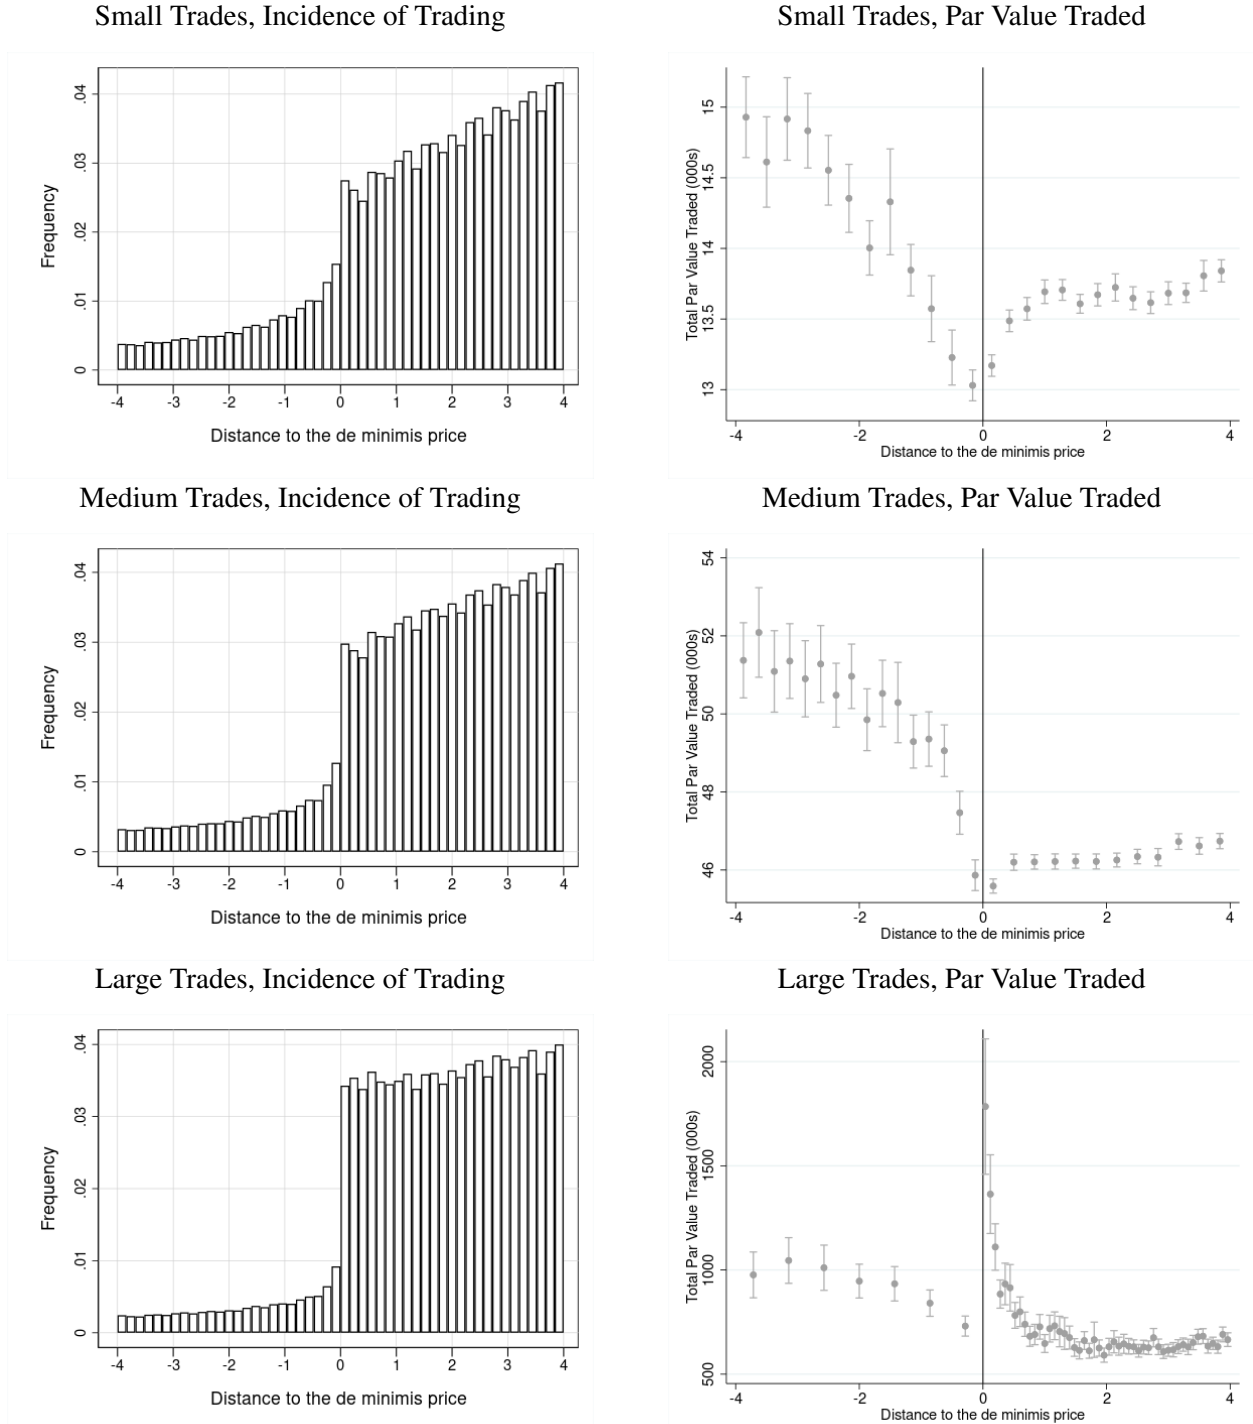 Small Trades, Incidence of Trading
Small Trades, Par Value Traded
Frequency
.04
.03
.02
.01
0
-4 -3 -2 -1 0 1 2 3 4
Distance to the de minimis price
Total Par Value Traded (000s)
15
14.5
14
13.5
13
-4 -2 0 2 4
Distance to the de minimis price
Medium Trades, Incidence of Trading
Medium Trades, Par Value Traded
Frequency
.04
.03
.02
.01
0
-4 -3 -2 -1 0 1 2 3 4
Distance to the de minimis price
Total Par Value Traded (000s)
54
52
50
48
46
-4 -2 0 2 4
Distance to the de minimis price
Large Trades, Incidence of Trading
Large Trades, Par Value Traded
Frequency
.04
.03
.02
.01
0
-4 -3 -2 -1 0 1 2 3 4
Distance to the de minimis price
Total Par Value Traded (000s)
2000
1500
1000
500
-4 -2 0 2 4
Distance to the de minimis price